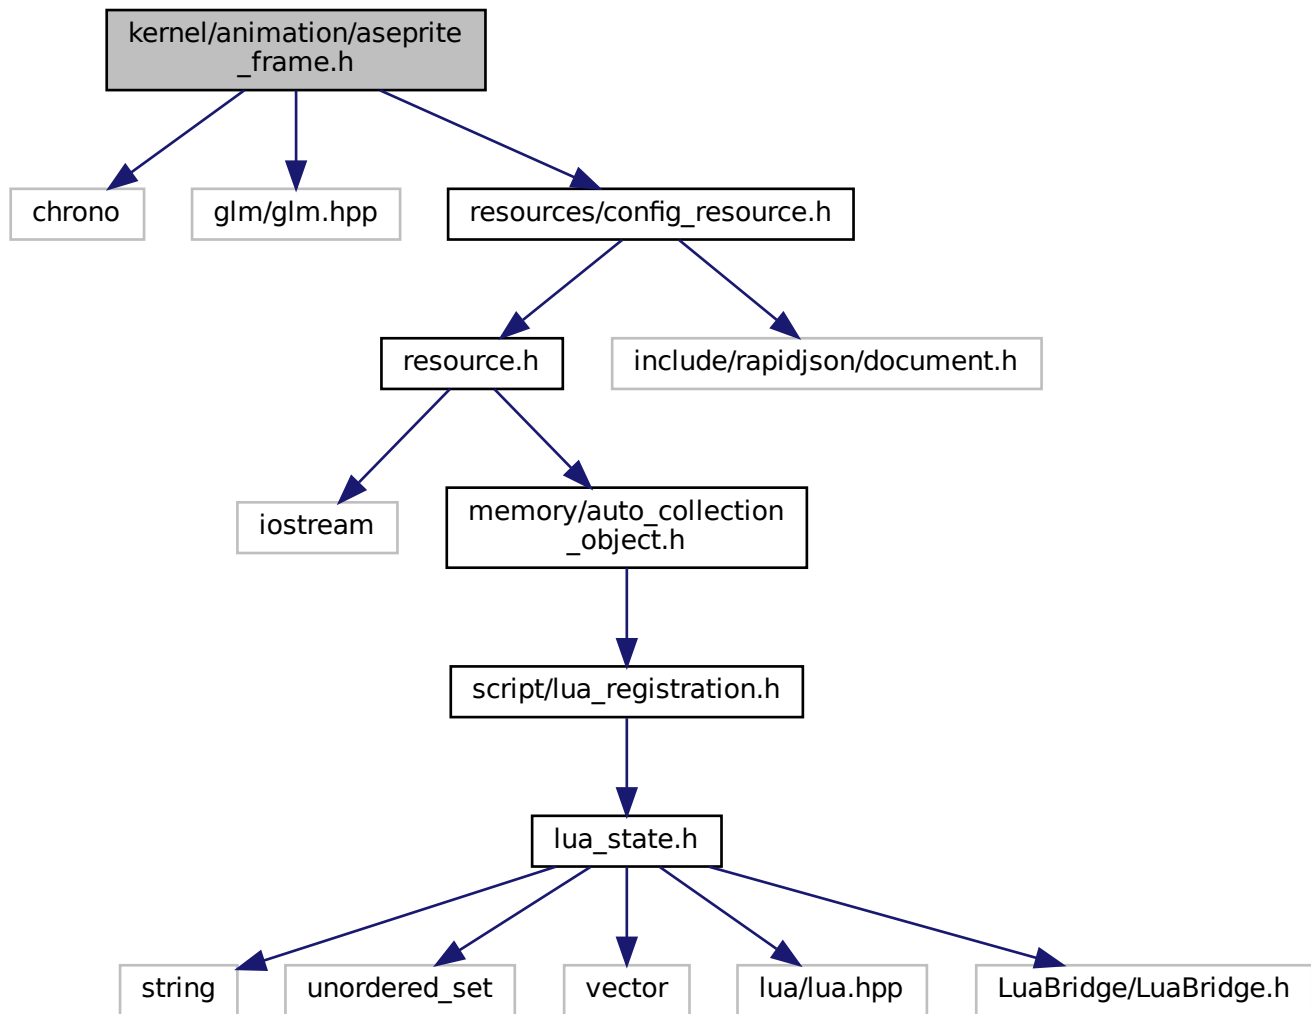 kernel/animation/aseprite
_frame.h
chrono
glm/glm.hpp
resources/config_resource.h
resource.h
include/rapidjson/document.h
iostream
memory/auto_collection
_object.h
script/lua_registration.h
lua_state.h
string
unordered_set
vector
lua/lua.hpp
LuaBridge/LuaBridge.h